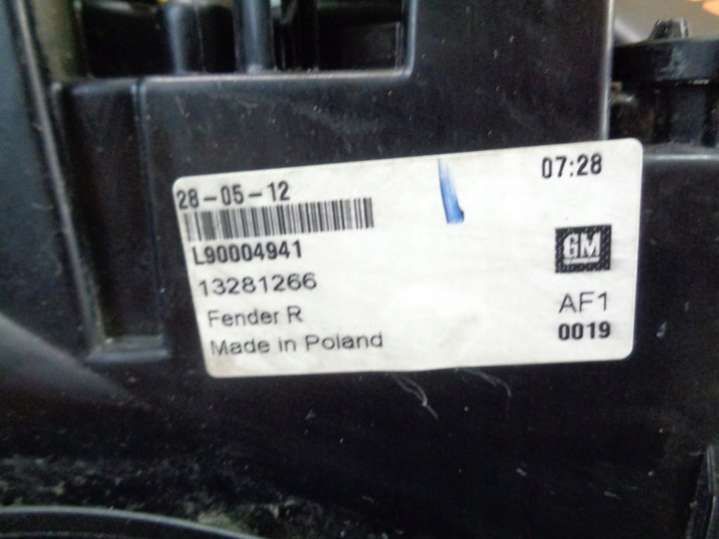 28-05-12
07:28
L90004941
GM
13281266
AF1
Fender R
0019
Made in Poland